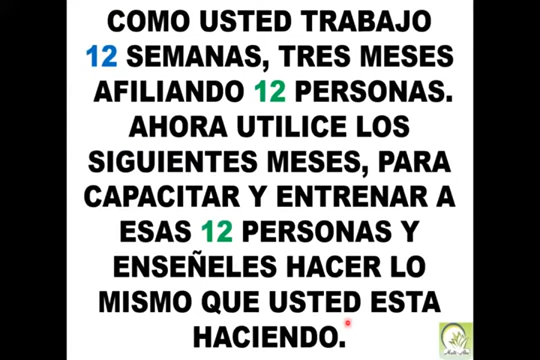 COMO USTED TRABAJO
12 SEMANAS, TRES MESES
AFILIANDO 12 PERSONAS.
AHORA UTILICE LOS
SIGUIENTES MESES, PARA
CAPACITAR Y ENTRENAR A
ESAS 12 PERSONAS Y
ENSEÑELES HACER LO
MISMO QUE USTED ESTA
HACIENDO.